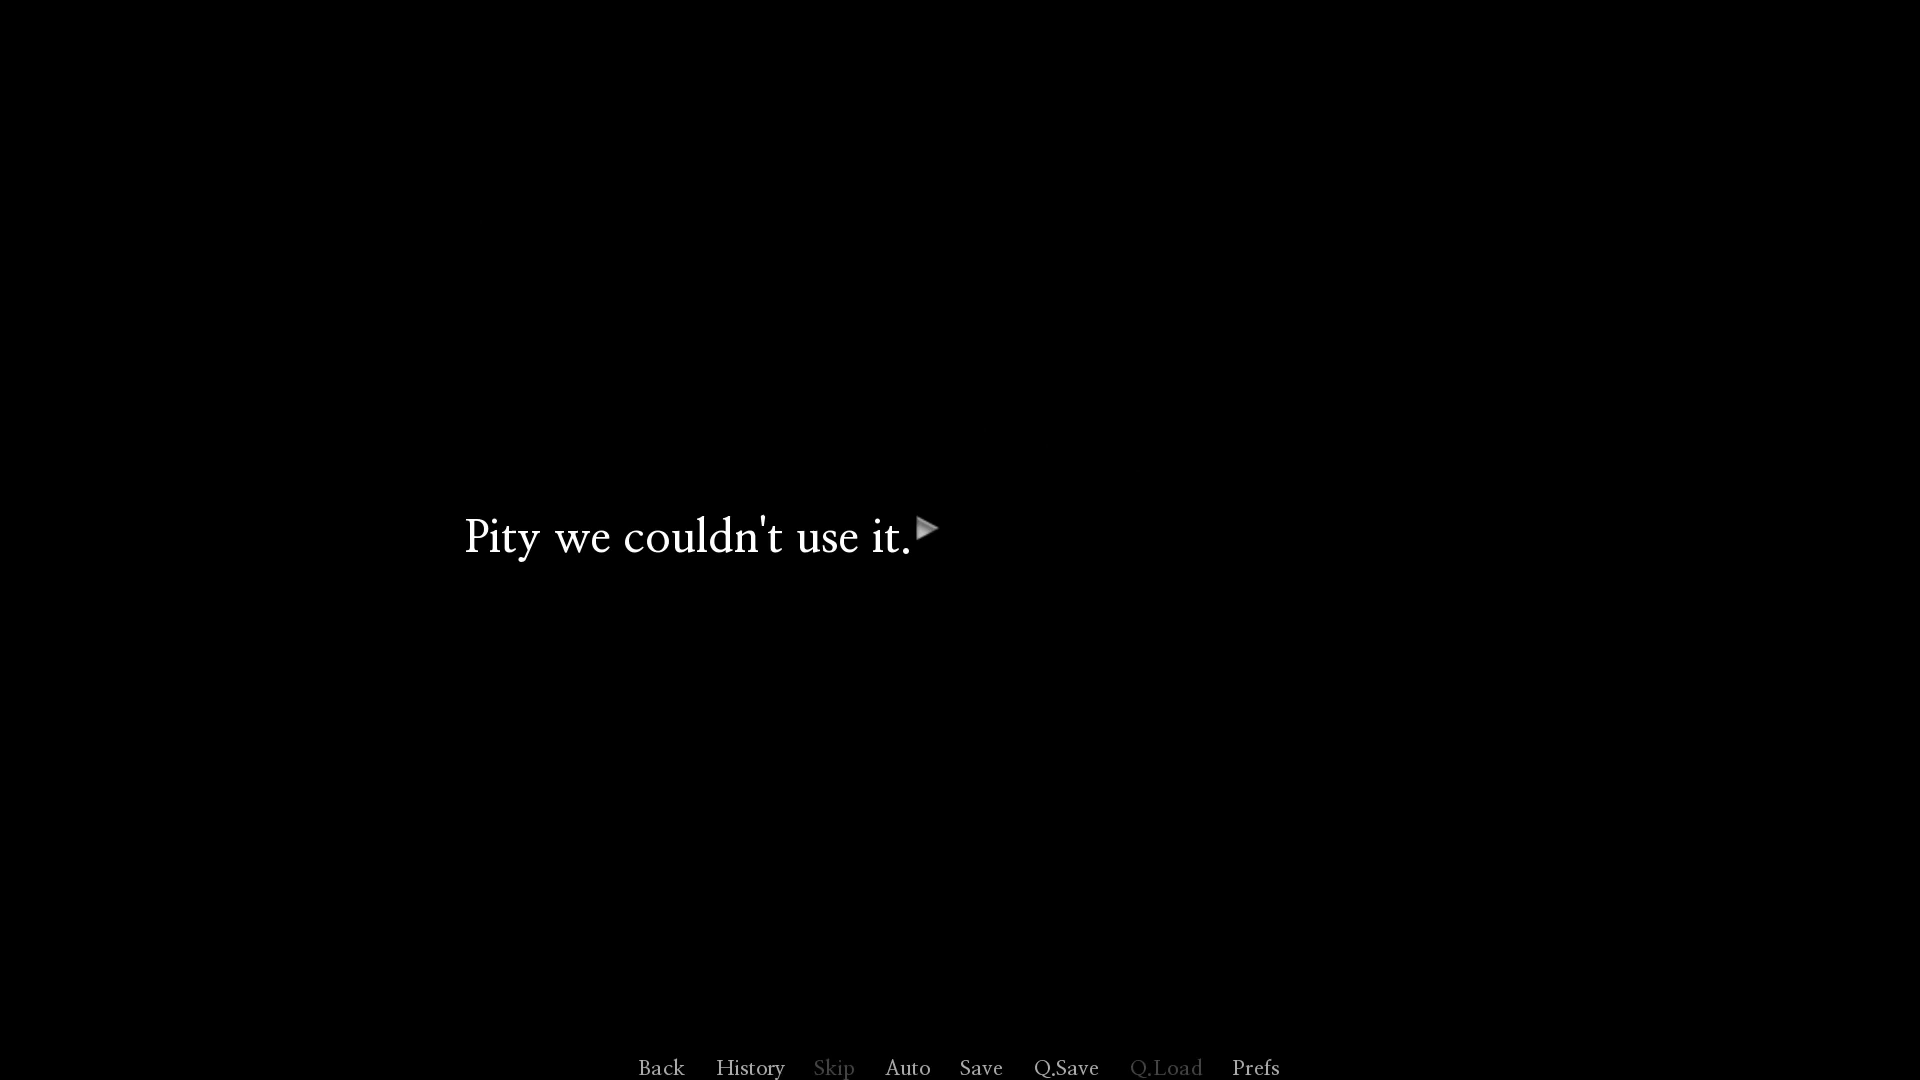 Pity we couldn't use it.
Back History Skip Auto Save Q.Save Q.Load Prefs